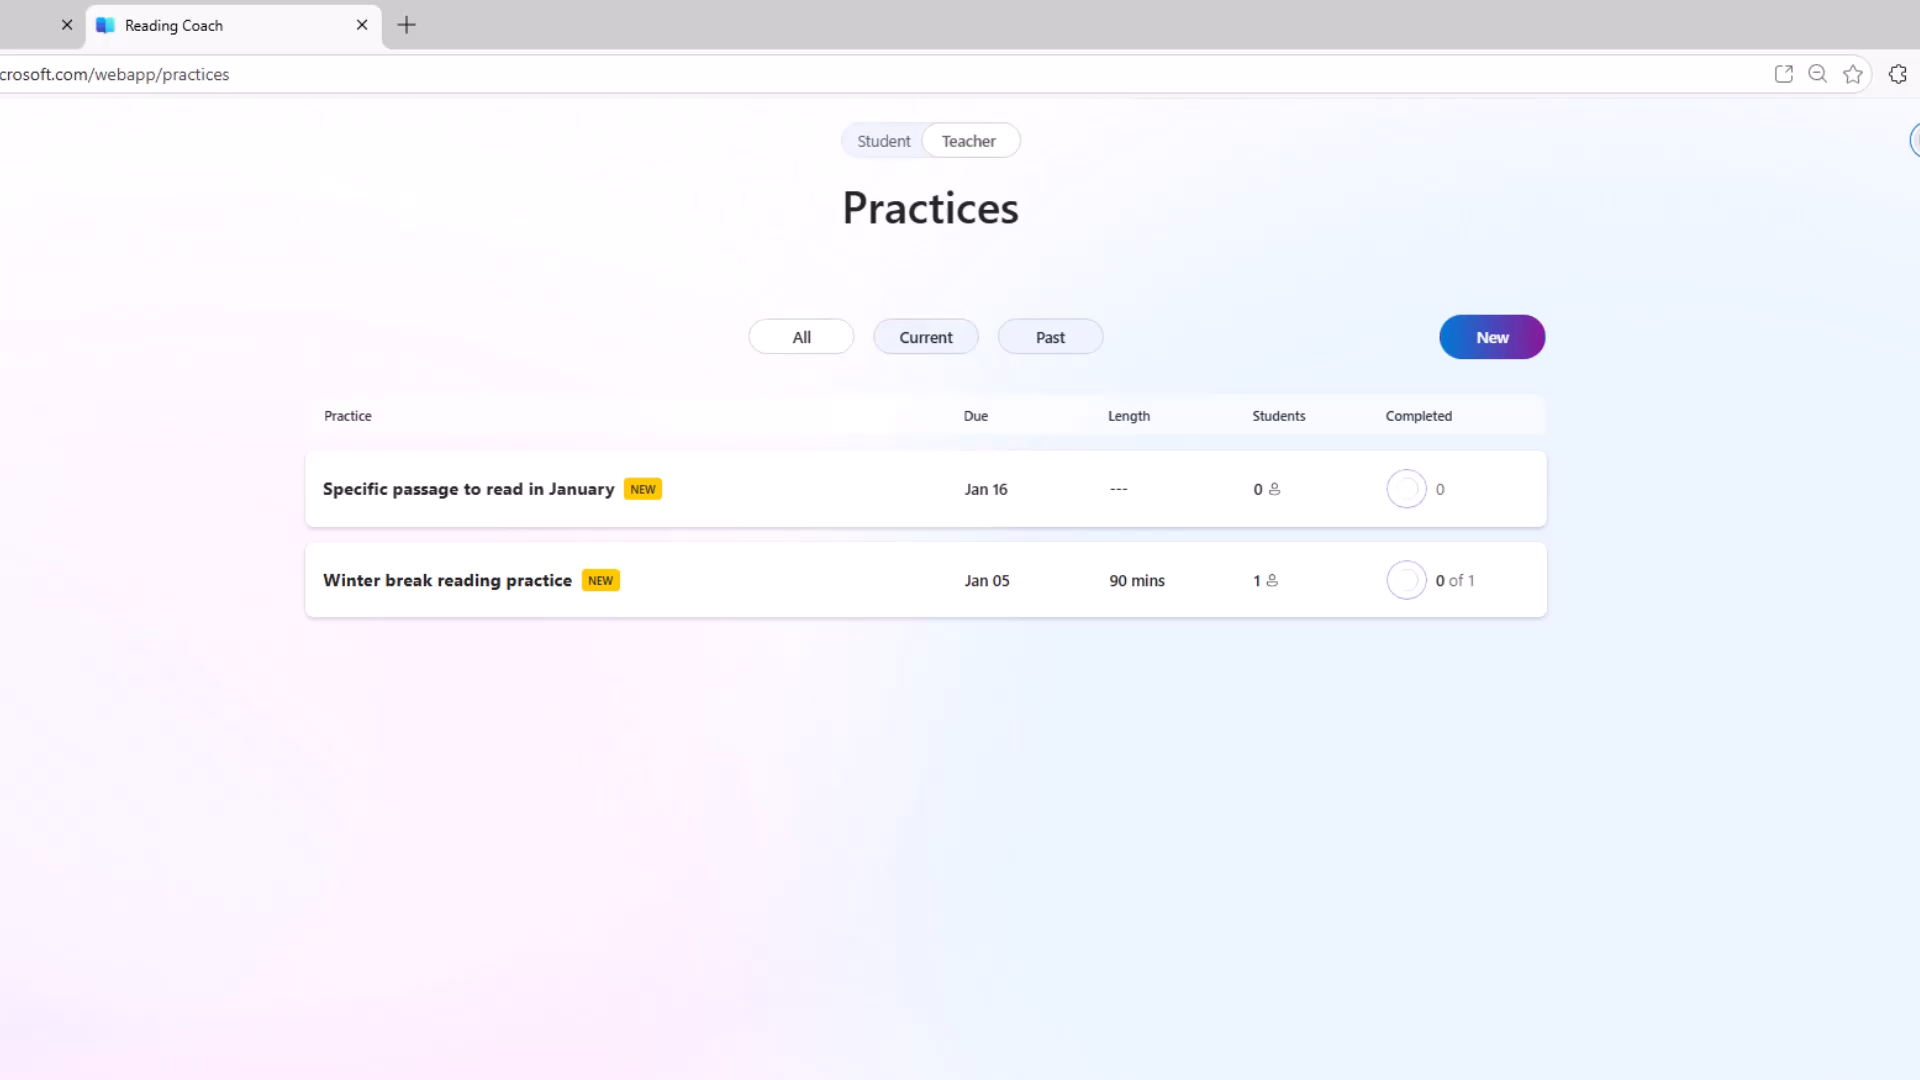 Reading Coach
crosoft.com/webapp/practices
Student Teacher
Practices
All Current Past New
Practice Due Length Students Completed
Specific passage to read in January NEW Jan 16 --- 0 0
Winter break reading practice NEW Jan 05 90 mins 1 0 of 1